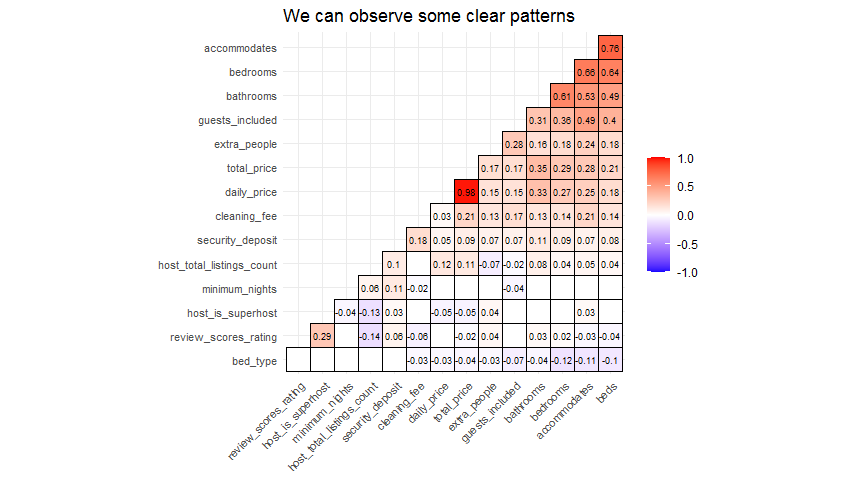 We can observe some clear patterns
accommodates 0.76
bedrooms 0.66 0.64
bathrooms 0.61 0.53 0.49
guests_included 0.31 0.36 0.49 0.4
extra_people 0.28 0.16 0.18 0.24 0.18
total_price 0.17 0.17 0.35 0.29 0.28 0.21
daily_price 0.98 0.15 0.15 0.33 0.27 0.25 0.18
cleaning_fee 0.03 0.21 0.13 0.17 0.13 0.14 0.21 0.14
security_deposit 0.18 0.05 0.09 0.07 0.07 0.11 0.09 0.07 0.08
host_total_listings_count 0.1 0.12 0.11 -0.07 -0.02 0.08 0.04 0.05 0.04
minimum_nights 0.06 0.11 -0.02 -0.04
host_is_superhost -0.04 -0.13 0.03 -0.05 -0.05 0.04 0.03
review_scores_rating 0.29 -0.14 0.06 -0.06 -0.02 0.04 0.03 0.02 -0.03 -0.04
bed_type -0.03 -0.03 -0.04 -0.03 -0.07 -0.04 -0.12 -0.11 -0.1
review_scores_rating
host_is_superhost
minimum_nights
host_total_listings_count
security_deposit
cleaning_fee
daily_price
total_price
extra_people
guests_included
bathrooms
bedrooms
accommodates
beds
1.0
0.5
0.0
-0.5
-1.0